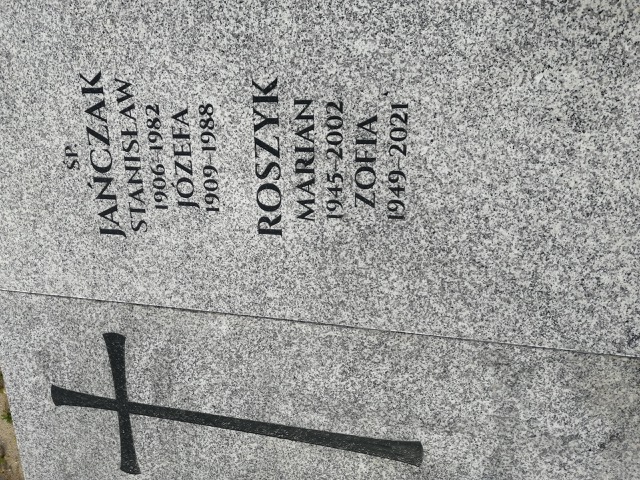 ŚP.
JAŃCZAK
STANISŁAW
1906-1982
JÓZEFA
1909-1988
ROSZYK
MARIAN
1945-2002
ZOFIA
1949-2021